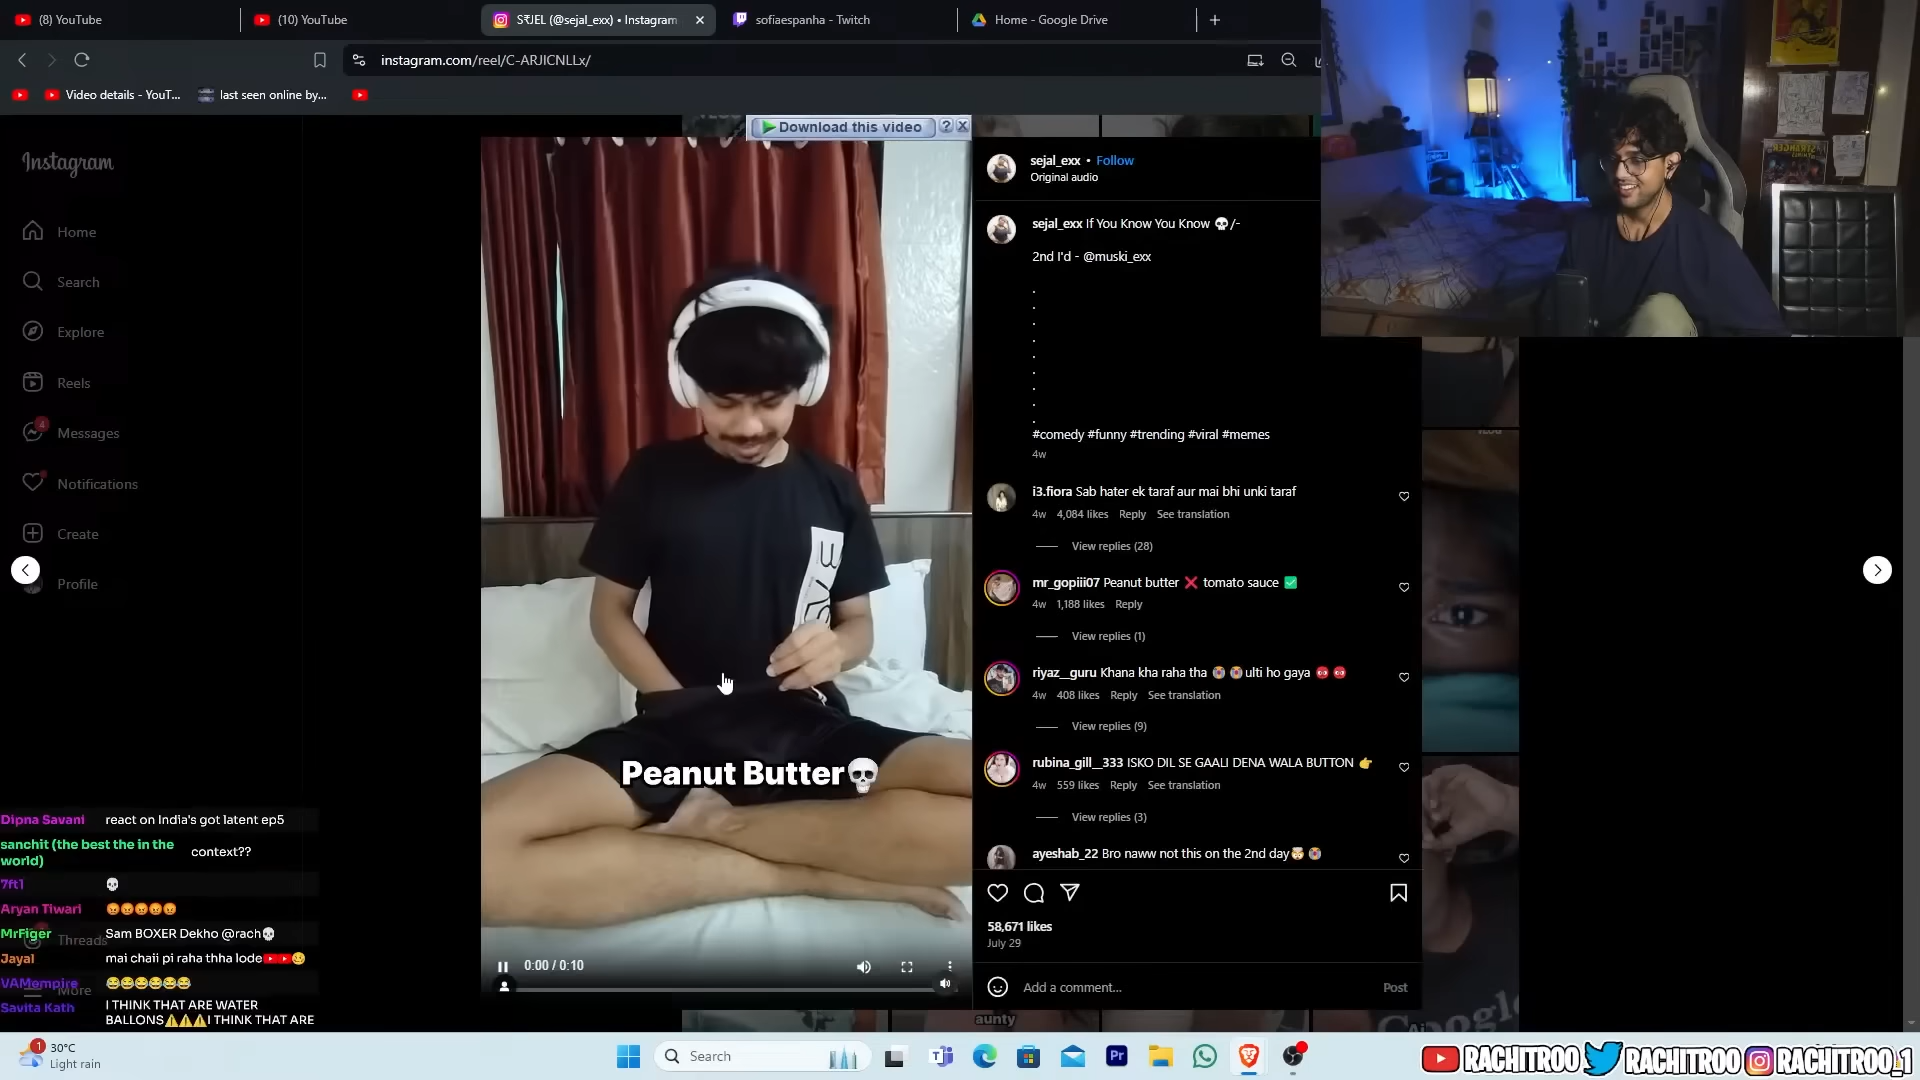 (8) YouTube
(10) YouTube
S₹JEL (@sejal_exx) • Instagram
sofiaespanha - Twitch
Home - Google Drive
instagram.com/reel/C-ARJICNLLx/
Video details - YouT...
last seen online by...
Download this video
Instagram
Home
Search
Explore
Reels
4
Messages
Notifications
Create
Profile
Threads
More
sejal_exx • Follow
Original audio
sejal_exx If You Know You Know 💀/-
2nd I'd - @muski_exx
.
.
.
.
.
.
.
.
.
#comedy #funny #trending #viral #memes
4w
i3.fiora Sab hater ek taraf aur mai bhi unki taraf
4w 4,084 likes Reply See translation
View replies (28)
mr_gopiii07 Peanut butter ❌ tomato sauce ✅
4w 1,188 likes Reply
View replies (1)
riyaz__guru Khana kha raha tha 😭😭ulti ho gaya
4w 408 likes Reply See translation
View replies (9)
rubina_gill__333 ISKO DIL SE GAALI DENA WALA BUTTON 👉
4w 559 likes Reply See translation
View replies (3)
ayeshab_22 Bro naww not this on the 2nd day🤯😭
58,671 likes
July 29
Add a comment...
Post
Peanut Butter💀
0:00 / 0:10
Dipna Savani react on India's got latent ep5
sanchit (the best the in the world) context??
7ft1 💀
Aryan Tiwari 😡😡😡😡😡
MrFiger Sam BOXER Dekho @rach💀
Jayal mai chaii pi raha thha lode
VAMempire 😂😂😂😂😂😂
Savita Kath I THINK THAT ARE WATER
BALLONS⚠⚠⚠I THINK THAT ARE
aunty
Google
1
30°C
Light rain
Search
Pr
RACHITROO RACHITROO RACHITROO_1